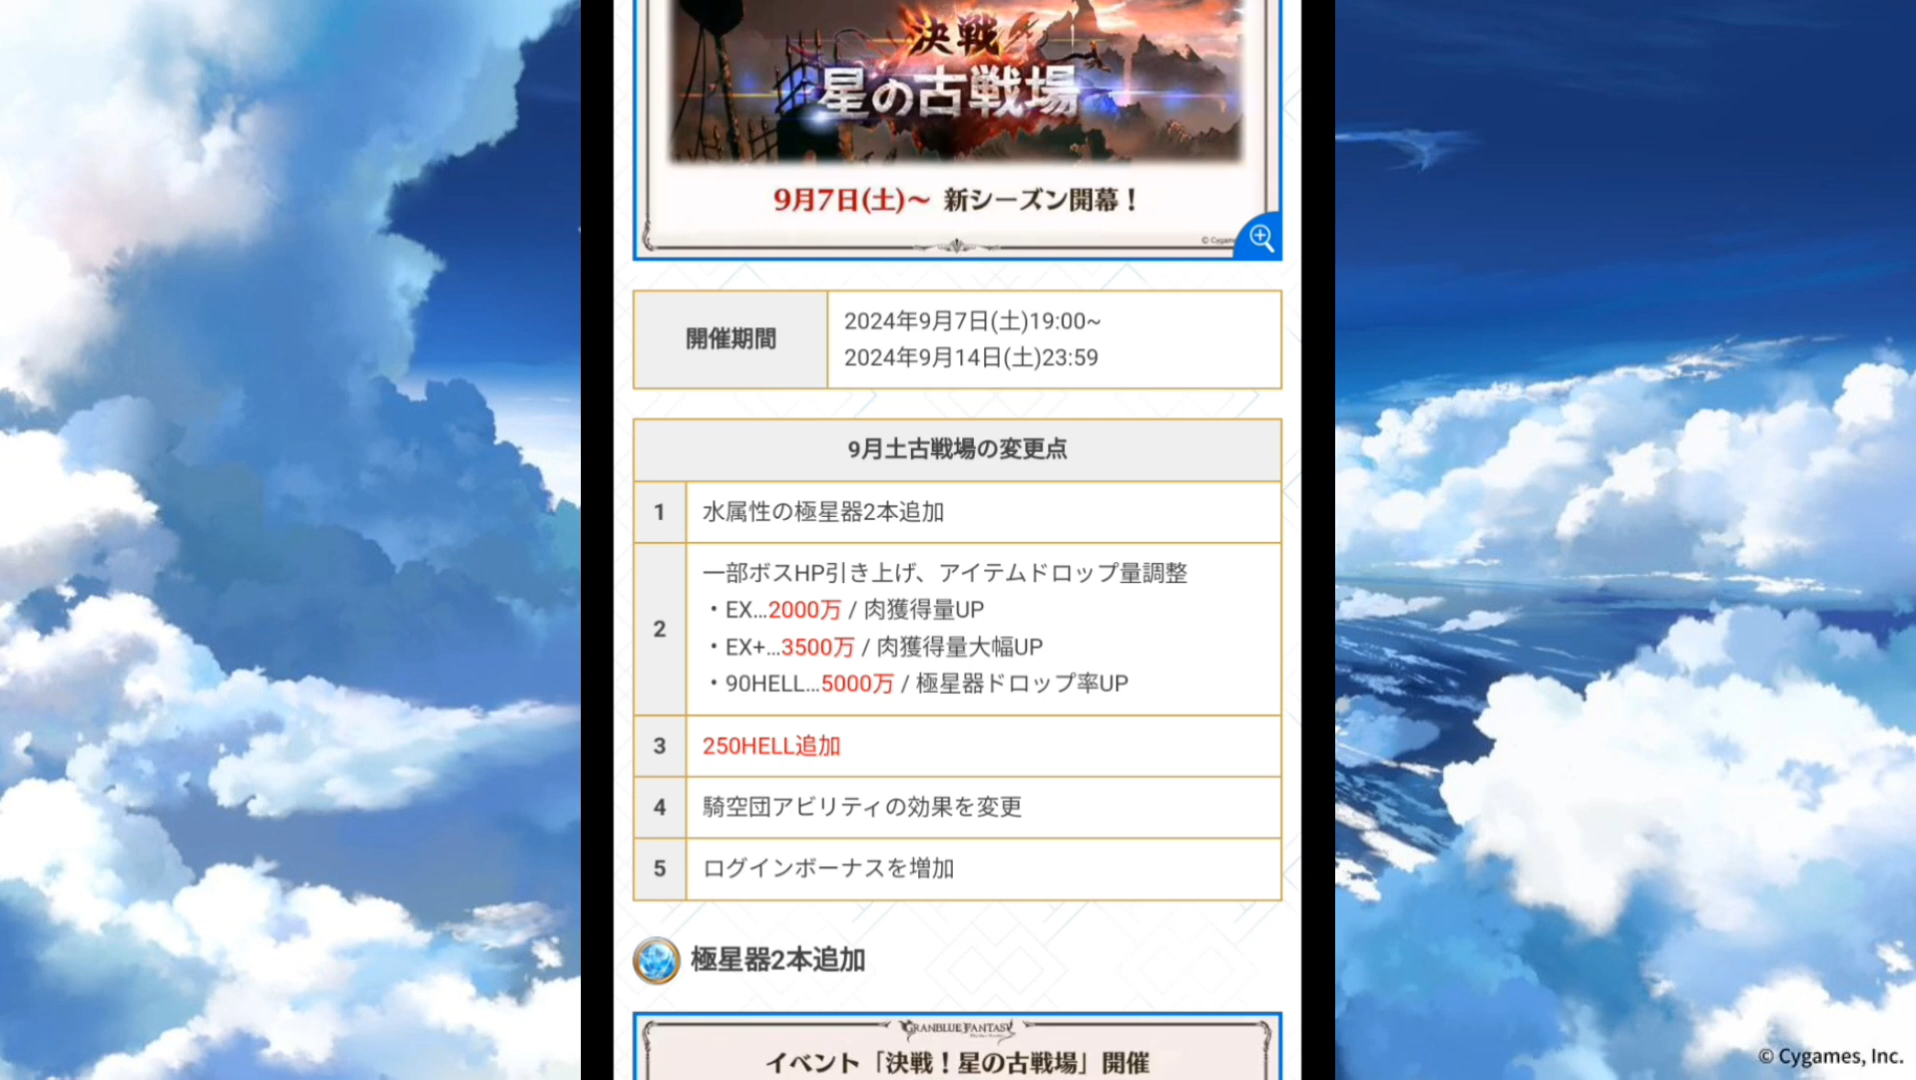 決戦
星の古戦場
9月7日(土)～ 新シーズン開幕！
開催期間
2024年9月7日(土)19:00~
2024年9月14日(土)23:59
9月土古戦場の変更点
1 水属性の極星器2本追加
2 一部ボスHP引き上げ、アイテムドロップ量調整
・EX…2000万 / 肉獲得量UP
・EX+…3500万 / 肉獲得量大幅UP
・90HELL…5000万 / 極星器ドロップ率UP
3 250HELL追加
4 騎空団アビリティの効果を変更
5 ログインボーナスを増加
極星器2本追加
GRANBLUE FANTASY
イベント「決戦！星の古戦場」開催
© Cygames, Inc.